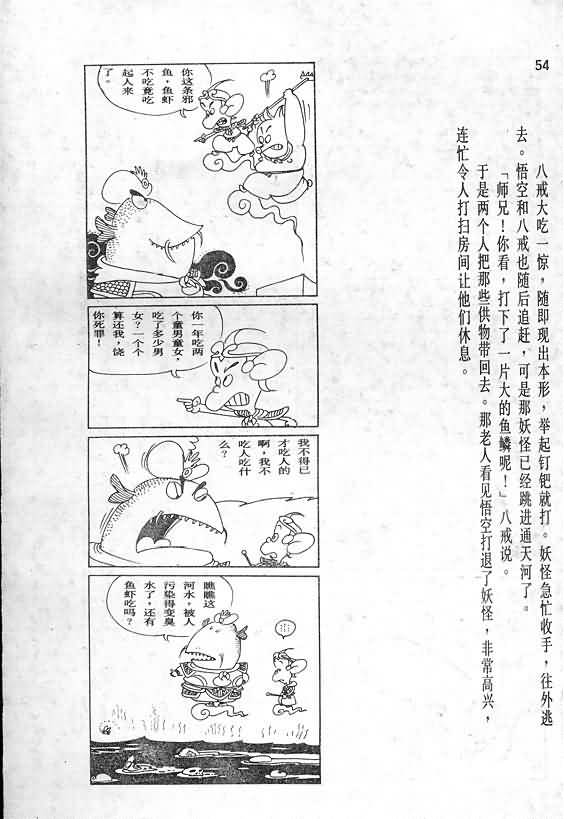 54
八戒大吃一惊，随即现出本形，举起钉钯就打。妖怪急忙收手，往外逃
去。悟空和八戒也随后追赶，可是那妖怪已经跳进通天河了。
「师兄！你看，打下了一片大的鱼鳞呢！」八戒说。
于是两个人把那些供物带回去。那老人看见悟空打退了妖怪，非常高兴，
连忙令人打扫房间让他们休息。
你这条邪
鱼，鱼虾
不吃竟吃
起人来
了。
你一年吃两
个童男童女，
吃了多少男
女？一个个
算还我，饶
你死罪！
我不得已
才吃人的
啊，我不
吃人吃什
么？
瞧瞧这
河水，被人
污染得变臭
水了，还有
鱼虾吃吗？